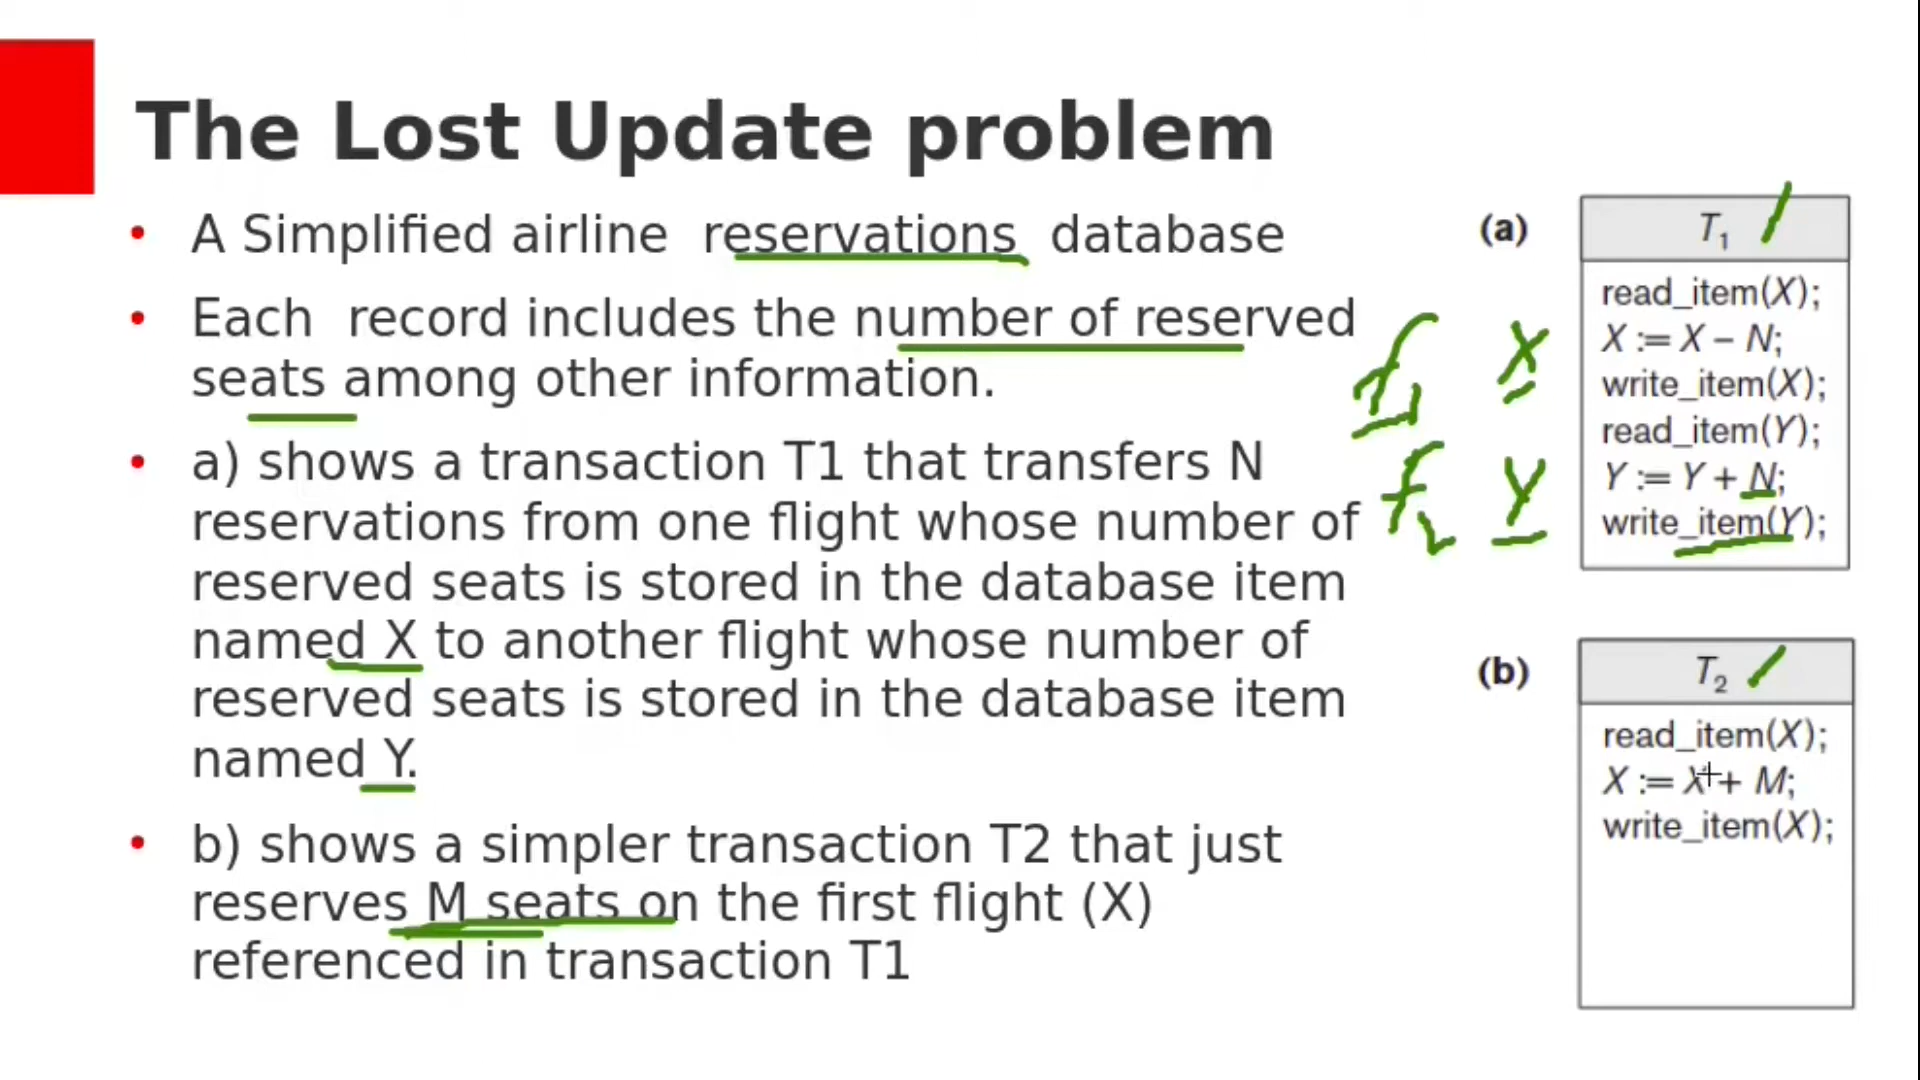 The Lost Update problem
• A Simplified airline reservations database
• Each record includes the number of reserved
seats among other information.
• a) shows a transaction T1 that transfers N
reservations from one flight whose number of
reserved seats is stored in the database item
named X to another flight whose number of
reserved seats is stored in the database item
named Y.
• b) shows a simpler transaction T2 that just
reserves M seats on the first flight (X)
referenced in transaction T1
f1 X
f2 Y
(a) T1
read_item(X);
X := X – N;
write_item(X);
read_item(Y);
Y := Y + N;
write_item(Y);
(b) T2
read_item(X);
X := X + M;
write_item(X);